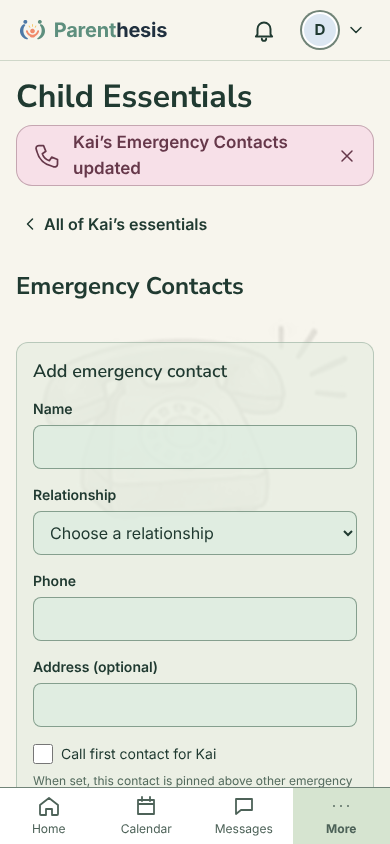 Parenthesis
D
Child Essentials
Kai’s Emergency Contacts
updated
All of Kai’s essentials
Emergency Contacts
Add emergency contact
Name
Relationship
Choose a relationship
Phone
Address (optional)
Call first contact for Kai
When set, this contact is pinned above other emergency
Home
Calendar
Messages
More